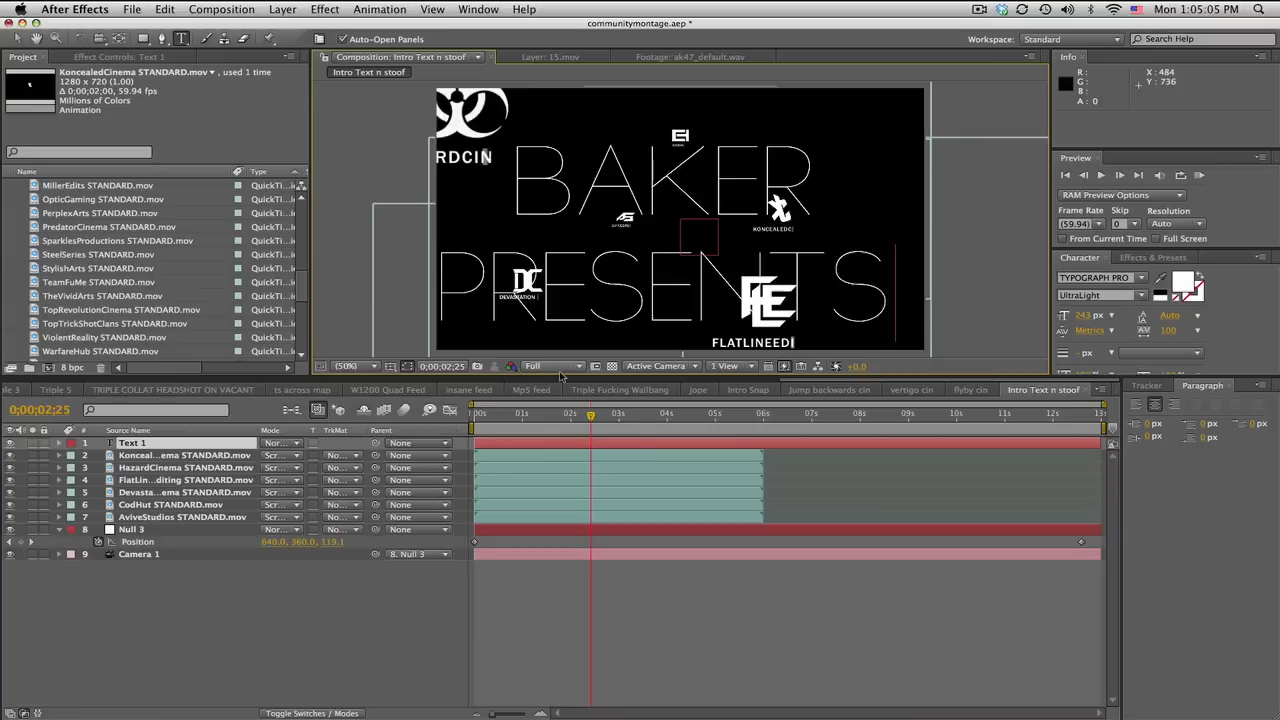 After Effects File Edit Composition Layer Effect Animation View Window Help Mon 1:05:05 PM
communitymontage.aep *
Auto-Open Panels Workspace: Standard Search Help
Project Effect Controls: Text 1 Composition: Intro Text n stoof Layer: 15.mov Footage: ak47_default.wav Info
KoncealedCinema STANDARD.mov, used 1 time
1280 x 720 (1.00)
Δ 0;00;02;00, 59.94 fps
Millions of Colors
Animation
Intro Text n stoof
R:
G:
B:
A: 0
X: 484
Y: 736
Name Type
MillerEdits STANDARD.mov QuickTi...
OpticGaming STANDARD.mov QuickTi...
PerplexArts STANDARD.mov QuickTi...
PredatorCinema STANDARD.mov QuickTi...
SparklesProductions STANDARD.mov QuickTi...
SteelSeries STANDARD.mov QuickTi...
StylishArts STANDARD.mov QuickTi...
TeamFuMe STANDARD.mov QuickTi...
TheVividArts STANDARD.mov QuickTi...
TopRevolutionCinema STANDARD.mov QuickTi...
TopTrickShotClans STANDARD.mov QuickTi...
ViolentReality STANDARD.mov QuickTi...
WarfareHub STANDARD.mov QuickTi...
8 bpc
RDCIN
BAKER
KONCEALEDC
PRESENTS
DC
DEVASTATION
FLATLINEEDI
Preview
RAM Preview Options
Frame Rate Skip Resolution
(59.94) 0 Auto
From Current Time Full Screen
Character Effects & Presets
TYPOGRAPH PRO
UltraLight
243 px Auto
Metrics 100
- px
(50%) 0;00;02;25 Full Active Camera 1 View +0.0
Tracker Paragraph
0 px 0 px 0 px
0 px 0 px
ple 3 Triple 5 TRIPLE COLLAT HEADSHOT ON VACANT ts across map W1200 Quad Feed insane feed Mp5 feed Triple Fucking Wallbang Jope Intro Snap Jump backwards cin vertigo cin flyby cin Intro Text n stoof
0;00;02;25
:00s 01s 02s 03s 04s 05s 06s 07s 08s 09s 10s 11s 12s 13s
# Source Name Mode T TrkMat Parent
1 T Text 1 Nor... None
2 Konceal...ema STANDARD.mov Scr... No... None
3 HazardCinema STANDARD.mov Scr... No... None
4 FlatLin...diting STANDARD.mov Scr... No... None
5 Devasta...ema STANDARD.mov Scr... No... None
6 CodHut STANDARD.mov Scr... No... None
7 AviveStudios STANDARD.mov Scr... No... None
8 Null 3 Nor... No... None
Position 640.0, 360.0, 119.1
9 Camera 1 8. Null 3
Toggle Switches / Modes